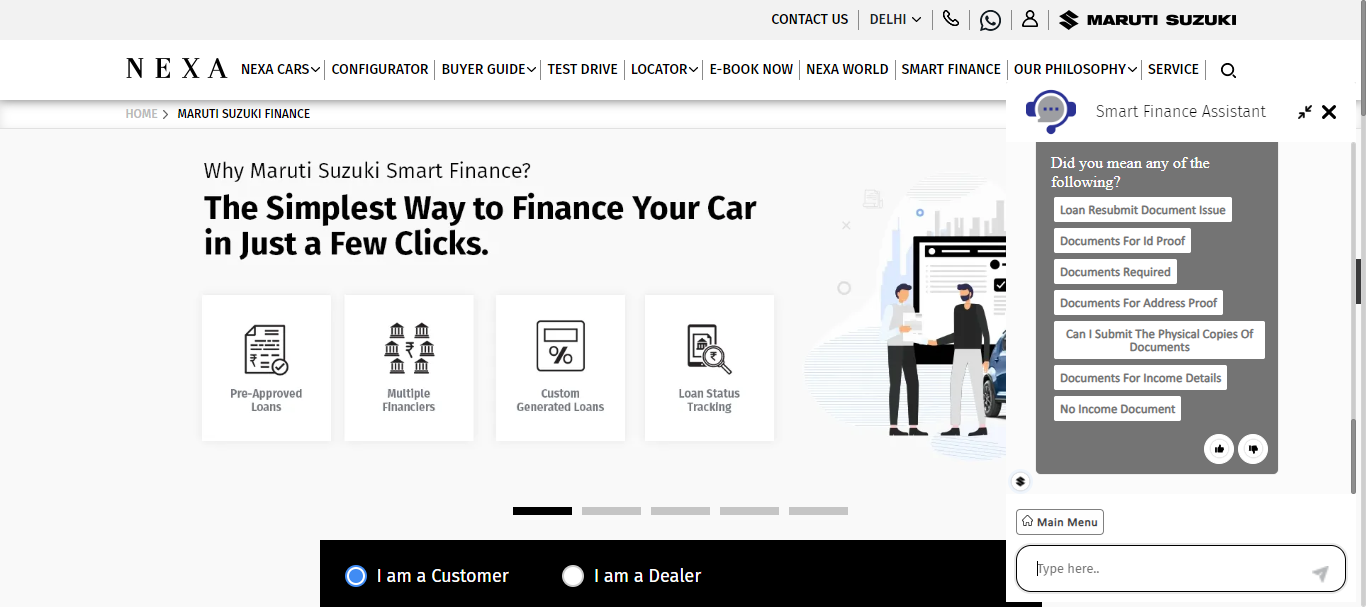 CONTACT US
DELHI
MARUTI SUZUKI
NEXA
NEXA CARS
CONFIGURATOR
BUYER GUIDE
TEST DRIVE
LOCATOR
E-BOOK NOW
NEXA WORLD
SMART FINANCE
OUR PHILOSOPHY
SERVICE
HOME
MARUTI SUZUKI FINANCE
Why Maruti Suzuki Smart Finance?
The Simplest Way to Finance Your Car
in Just a Few Clicks.
Pre-Approved
Loans
Multiple
Financiers
Custom
Generated Loans
Loan Status
Tracking
I am a Customer
I am a Dealer
Smart Finance Assistant
Did you mean any of the
following?
Loan Resubmit Document Issue
Documents For Id Proof
Documents Required
Documents For Address Proof
Can I Submit The Physical Copies Of
Documents
Documents For Income Details
No Income Document
Main Menu
Type here..